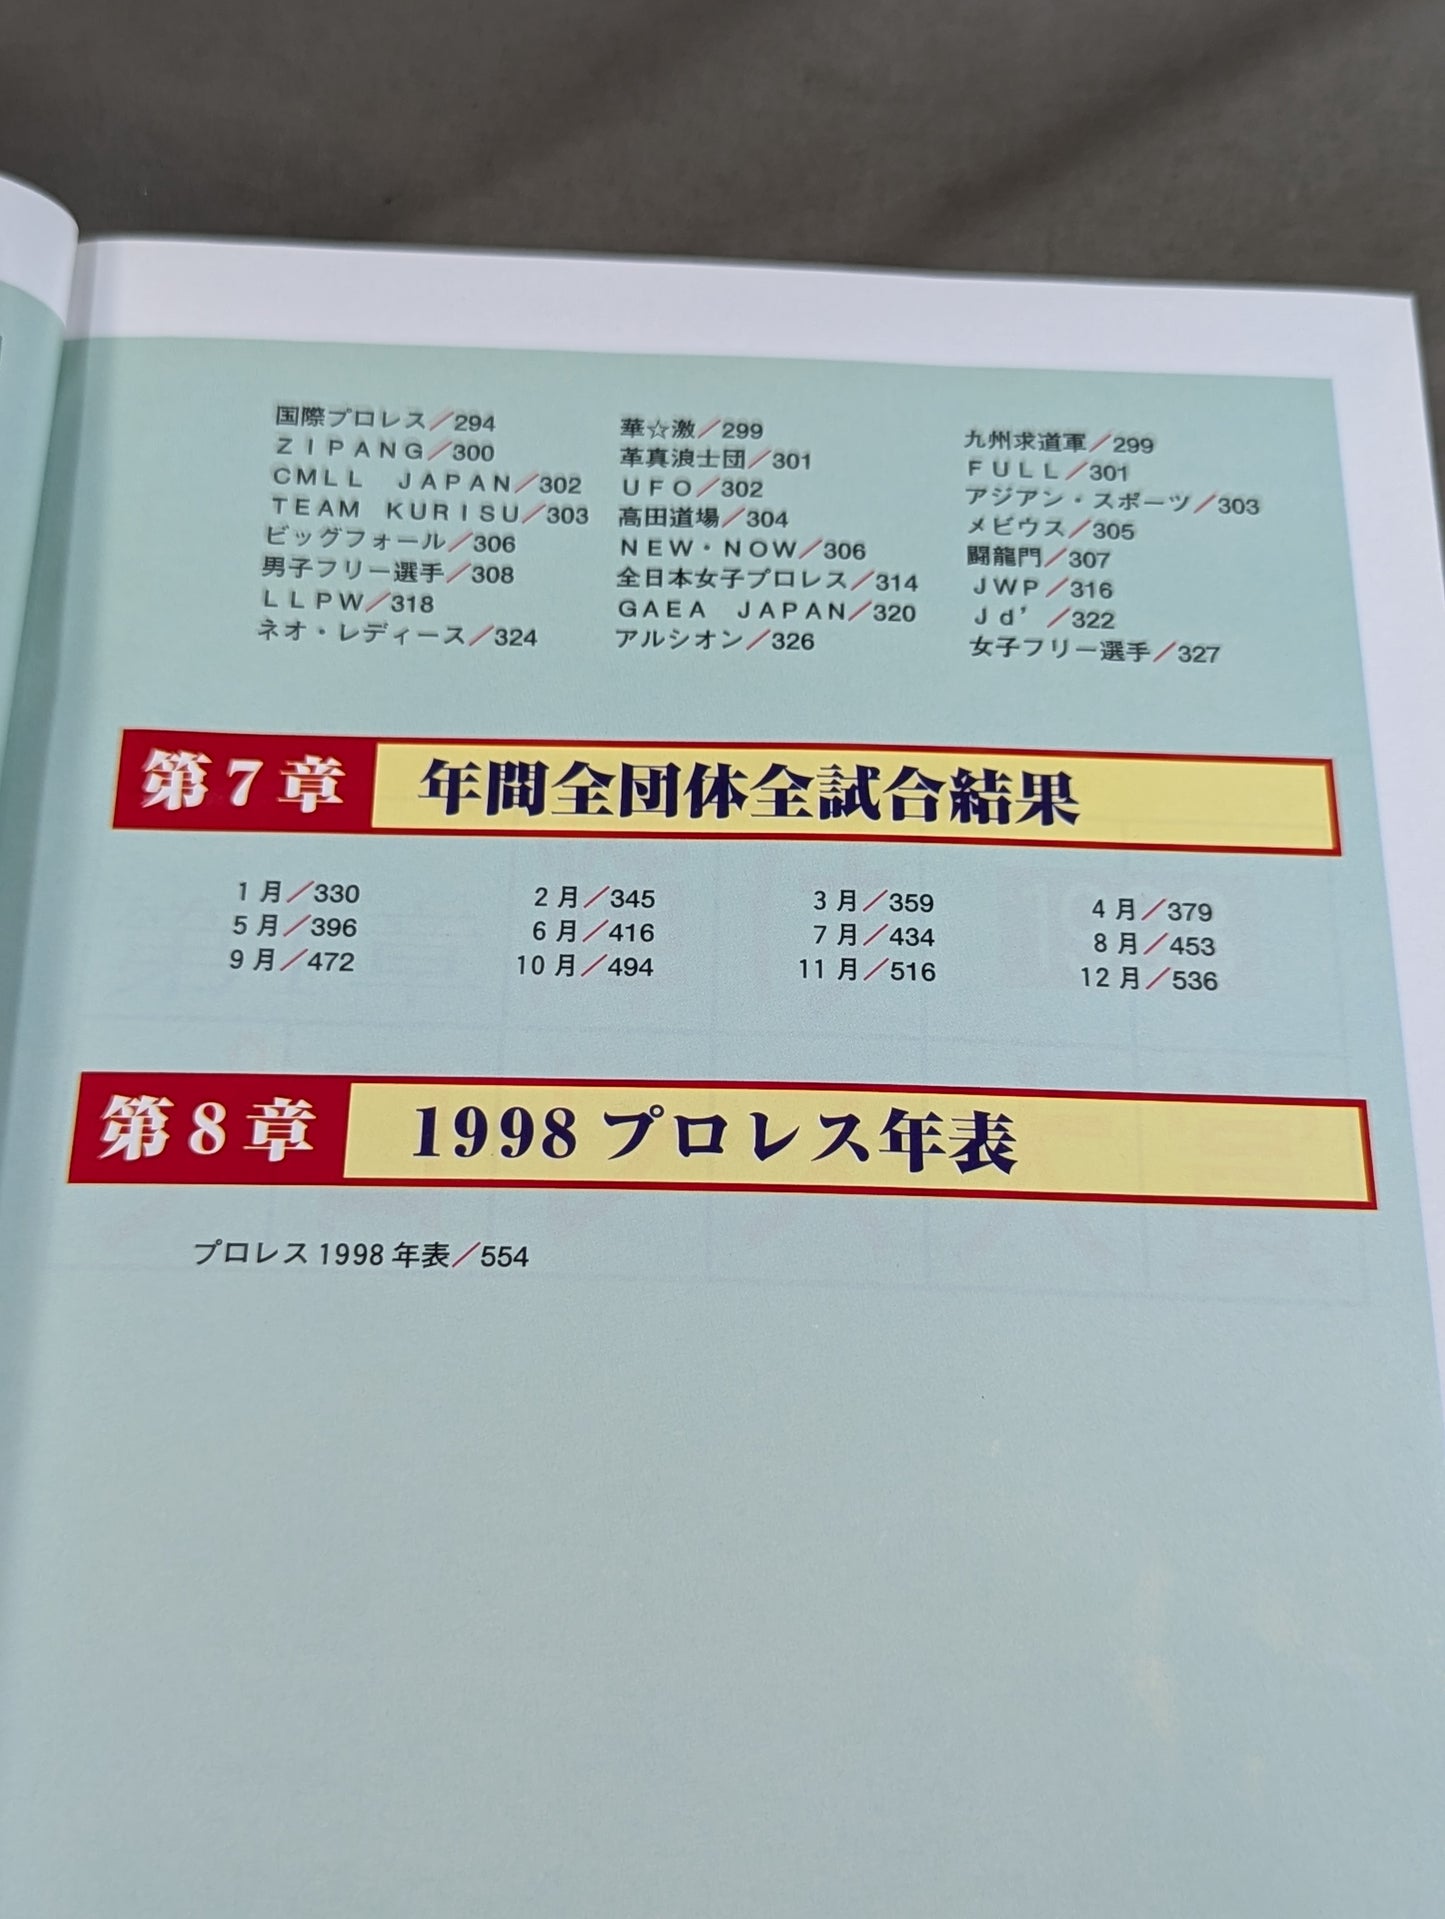 国際プロレス／294　華☆激／299　九州求道軍／299
ＺＩＰＡＮＧ／300　革真浪士団／301　ＦＵＬＬ／301
ＣＭＬＬ　ＪＡＰＡＮ／302　ＵＦＯ／302　アジアン・スポーツ／303
ＴＥＡＭ　ＫＵＲＩＳＵ／303　高田道場／304　メビウス／305
ビッグフォール／306　ＮＥＷ・ＮＯＷ／306　闘龍門／307
男子フリー選手／308　全日本女子プロレス／314　ＪＷＰ／316
ＬＬＰＷ／318　ＧＡＥＡ　ＪＡＰＡＮ／320　Ｊｄ’／322
ネオ・レディース／324　アルシオン／326　女子フリー選手／327
第7章　年間全団体全試合結果
1月／330　2月／345　3月／359　4月／379
5月／396　6月／416　7月／434　8月／453
9月／472　10月／494　11月／516　12月／536
第8章　1998プロレス年表
プロレス1998年表／554